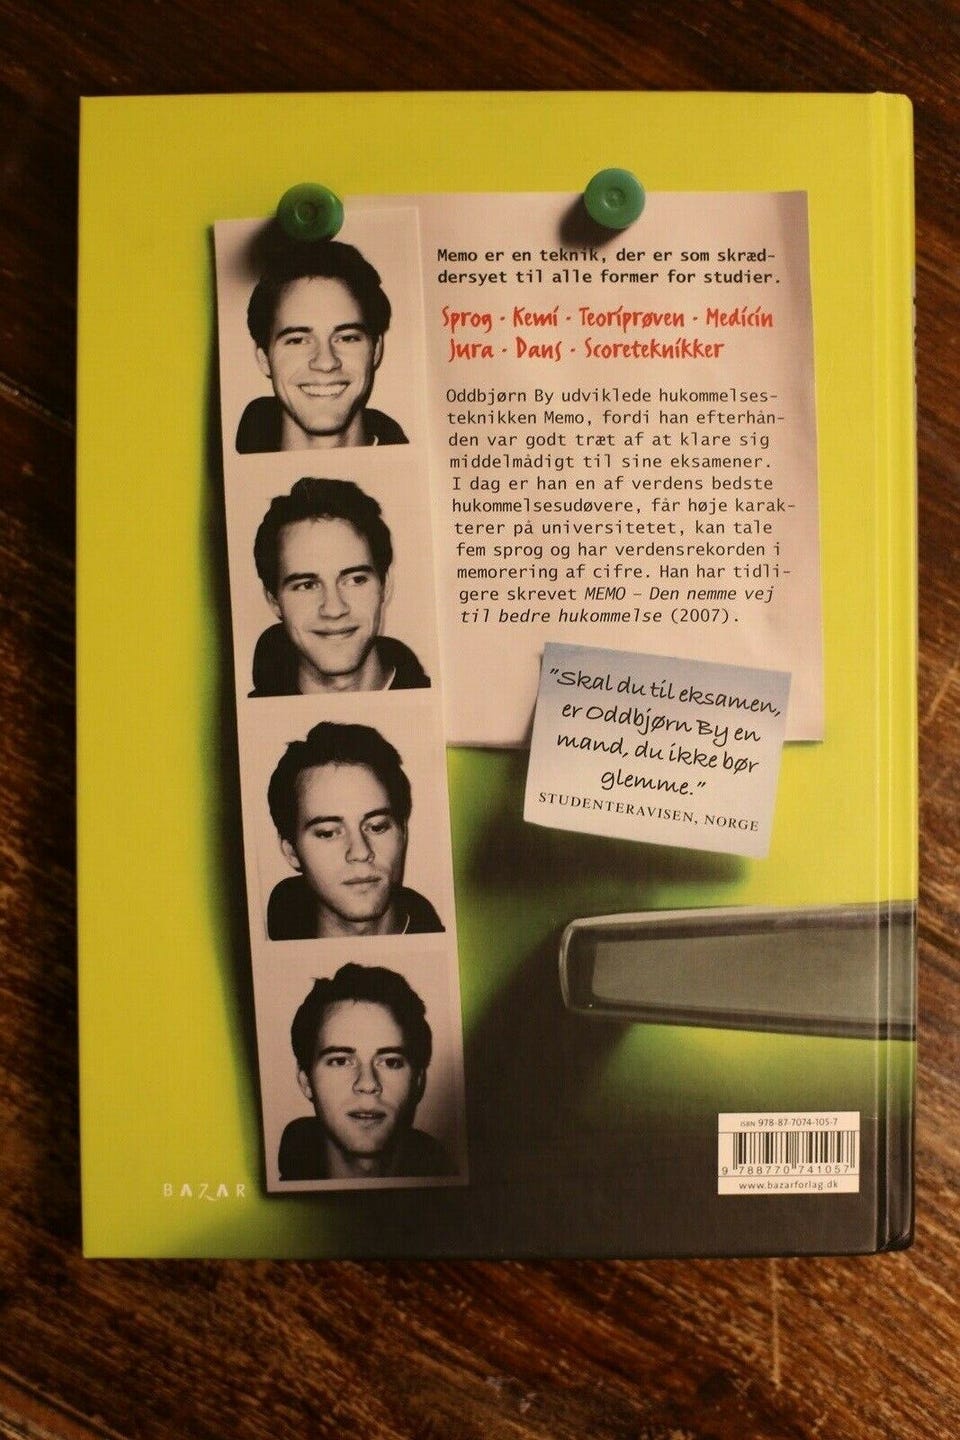 Memo er en teknik, der er som skræd-
dersyet til alle former for studier.
Sprog · Kemi · Teoriprøven · Medicin
Jura · Dans · Scoreteknikker
Oddbjørn By udviklede hukommelses-
teknikken Memo, fordi han efterhån-
den var godt træt af at klare sig
middelmådigt til sine eksamener.
I dag er han en af verdens bedste
hukommelsesudøvere, får høje karak-
terer på universitetet, kan tale
fem sprog og har verdensrekorden i
memorering af cifre. Han har tidli-
gere skrevet MEMO – Den nemme vej
til bedre hukommelse (2007).
"Skal du til eksamen,
er Oddbjørn By en
mand, du ikke bør
glemme."
STUDENTERAVISEN, NORGE
ISBN 978-87-7074-105-7
9 788770 741057
www.bazarforlag.dk
BAZAR